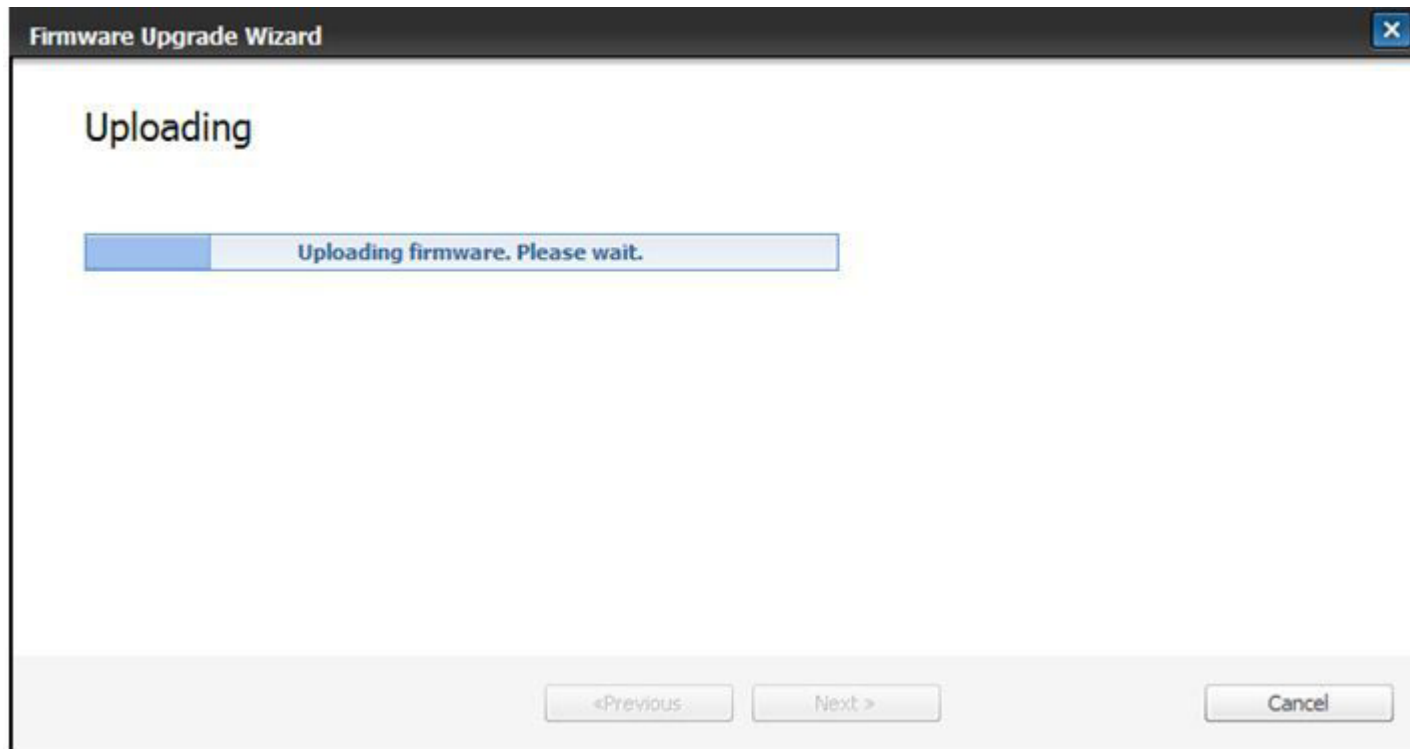 Firmware Upgrade Wizard
Uploading
Uploading firmware. Please wait.
«Previous Next » Cancel